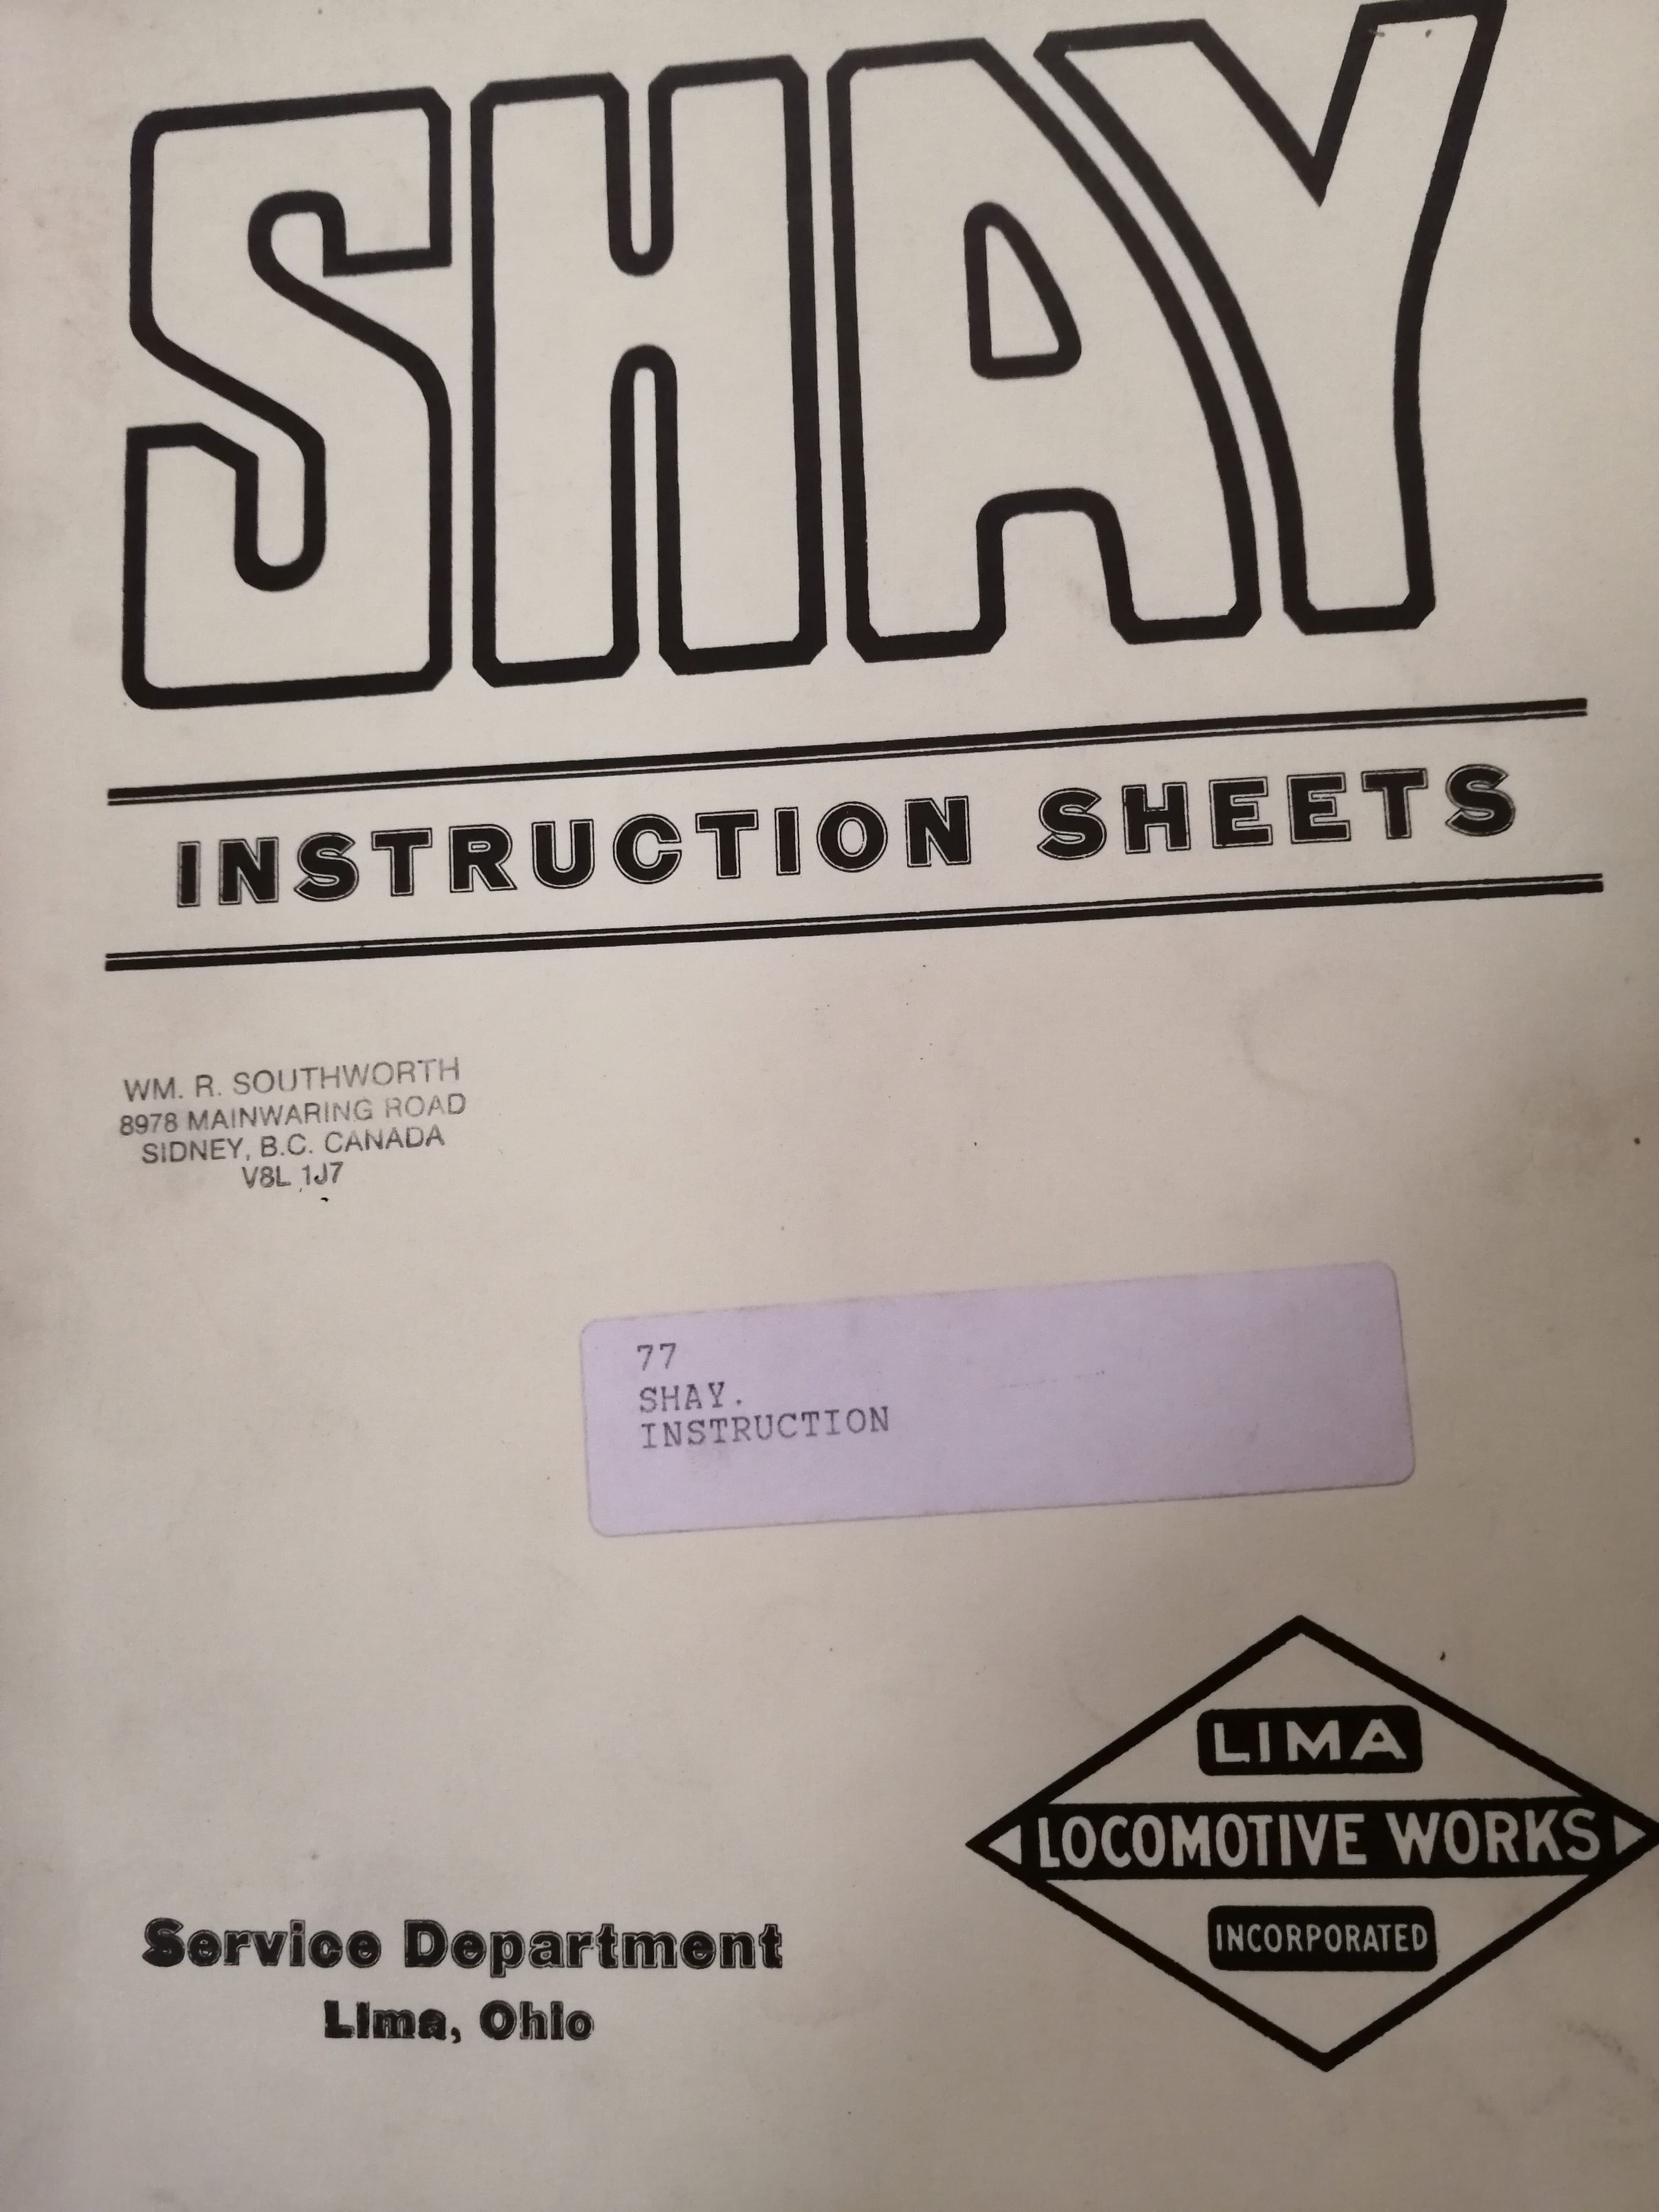 SHAY
INSTRUCTION SHEETS
WM. R. SOUTHWORTH
8978 MAINWARING ROAD
SIDNEY, B.C. CANADA
V8L 1J7
77
SHAY.
INSTRUCTION
LIMA
LOCOMOTIVE WORKS
INCORPORATED
Service Department
Lima, Ohio